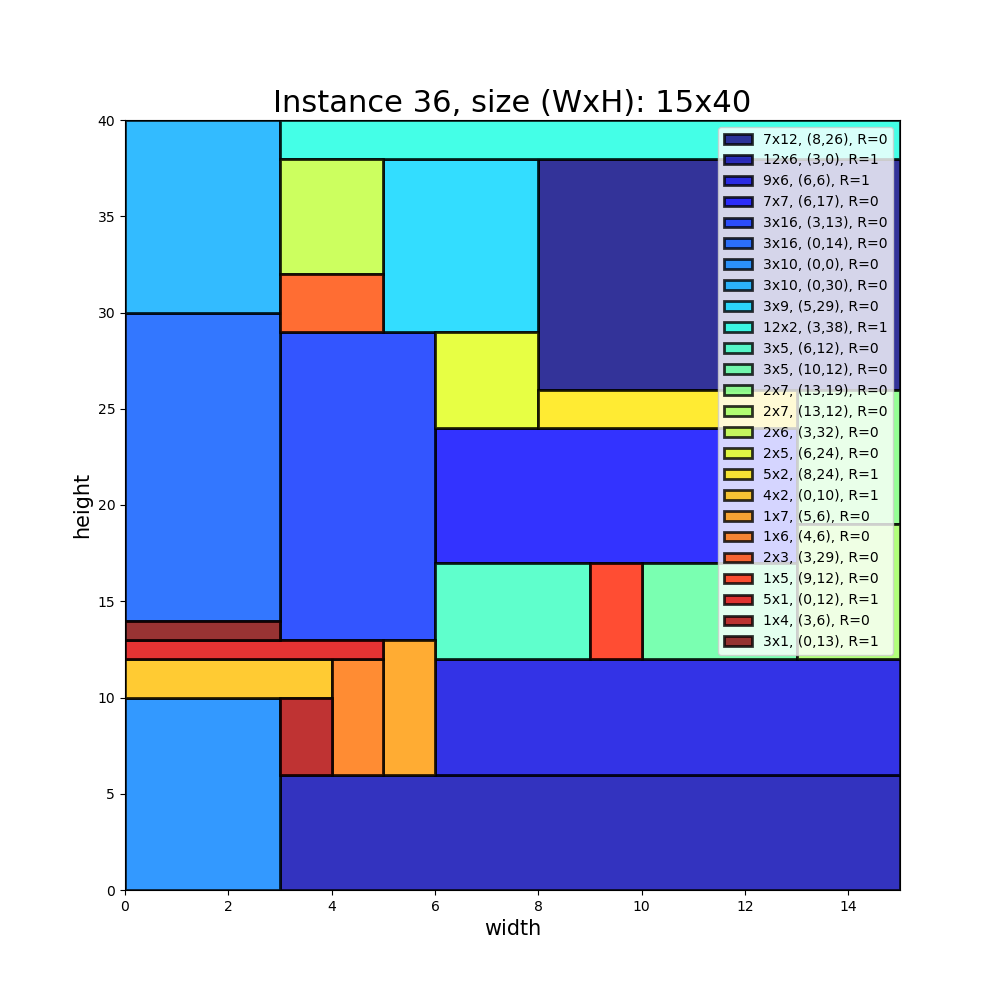 Instance 36, size (WxH): 15x40
height
40
35
30
25
20
15
10
5
0
7x12, (8,26), R=0
12x6, (3,0), R=1
9x6, (6,6), R=1
7x7, (6,17), R=0
3x16, (3,13), R=0
3x16, (0,14), R=0
3x10, (0,0), R=0
3x10, (0,30), R=0
3x9, (5,29), R=0
12x2, (3,38), R=1
3x5, (6,12), R=0
3x5, (10,12), R=0
2x7, (13,19), R=0
2x7, (13,12), R=0
2x6, (3,32), R=0
2x5, (6,24), R=0
5x2, (8,24), R=1
4x2, (0,10), R=1
1x7, (5,6), R=0
1x6, (4,6), R=0
2x3, (3,29), R=0
1x5, (9,12), R=0
5x1, (0,12), R=1
1x4, (3,6), R=0
3x1, (0,13), R=1
0 2 4 6 8 10 12 14
width